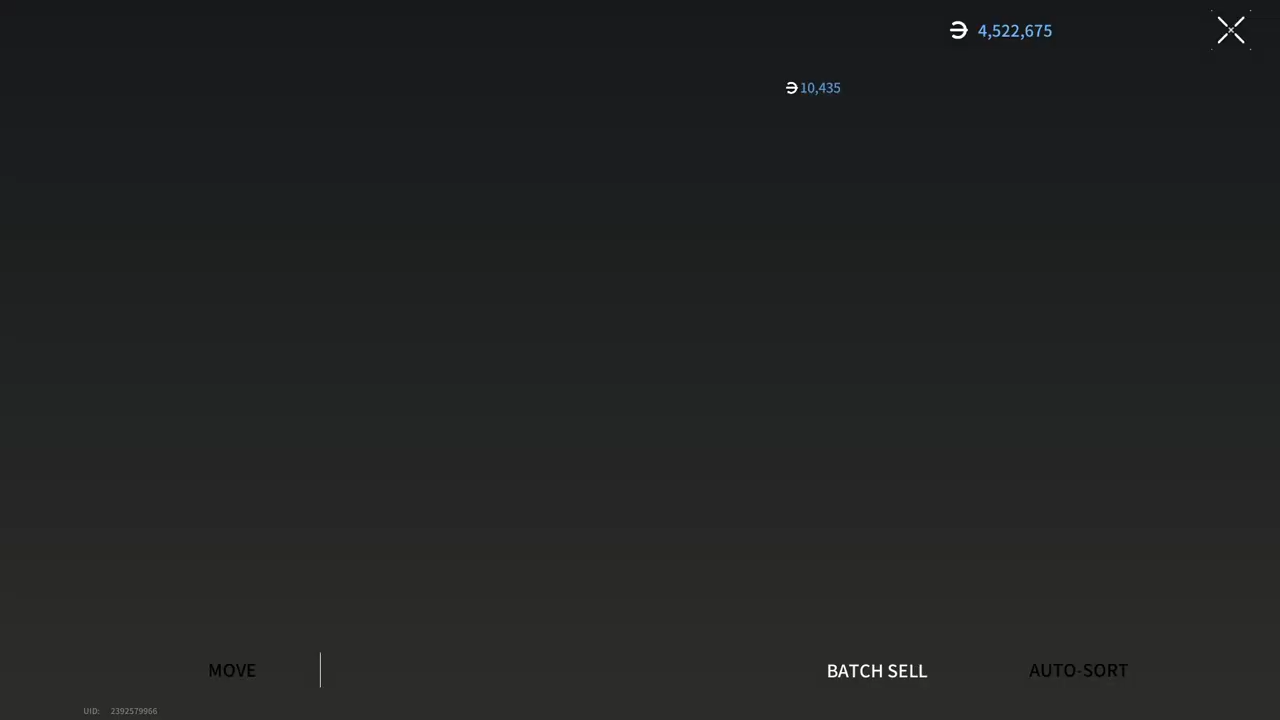 4,522,675
10,435
MOVE
BATCH SELL
AUTO-SORT
UID: 2392579966